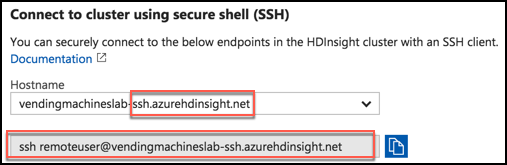 Connect to cluster using secure shell (SSH)
You can securely connect to the below endpoints in the HDInsight cluster with an SSH client.
Documentation
Hostname
vendingmachineslab-ssh.azurehdinsight.net
ssh remoteuser@vendingmachineslab-ssh.azurehdinsight.net